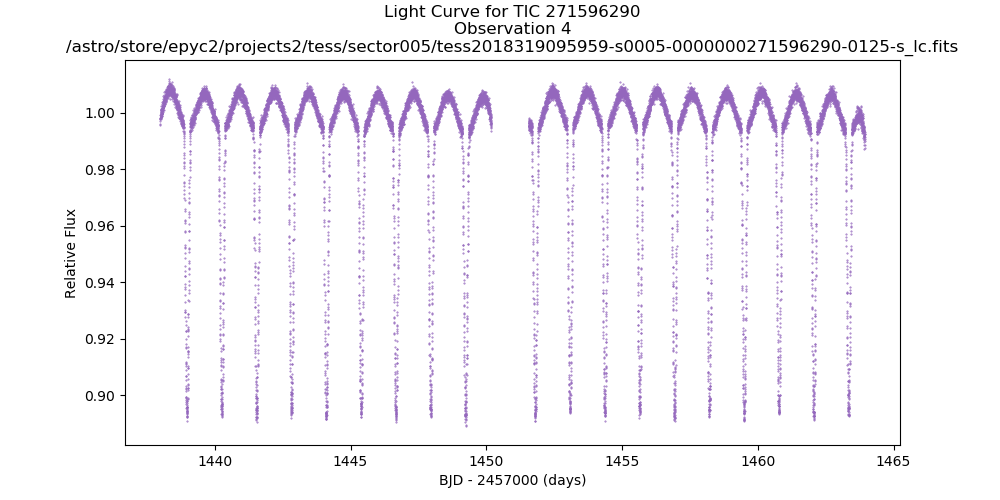 Light Curve for TIC 271596290
Observation 4
/astro/store/epyc2/projects2/tess/sector005/tess2018319095959-s0005-0000000271596290-0125-s_lc.fits
Relative Flux
1.00
0.98
0.96
0.94
0.92
0.90
1440 1445 1450 1455 1460 1465
BJD - 2457000 (days)